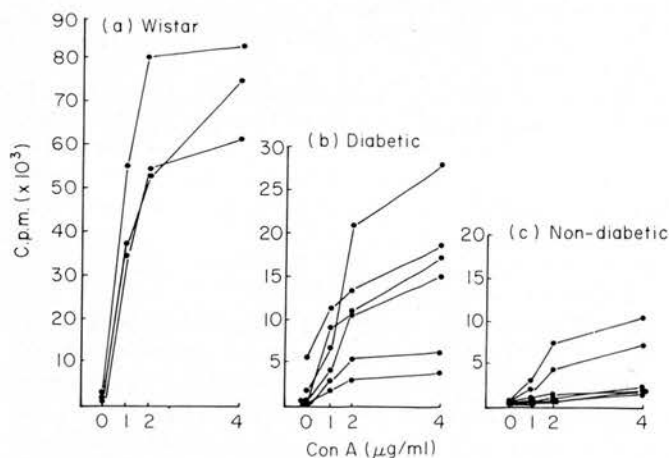 (a) Wistar
90
80
70
60
50
40
30
20
10
C.p.m. (x 10³)
0 1 2 4
(b) Diabetic
30
25
20
15
10
5
0 1 2 4
(c) Non-diabetic
20
15
10
5
0 1 2 4
Con A (μg/ml)